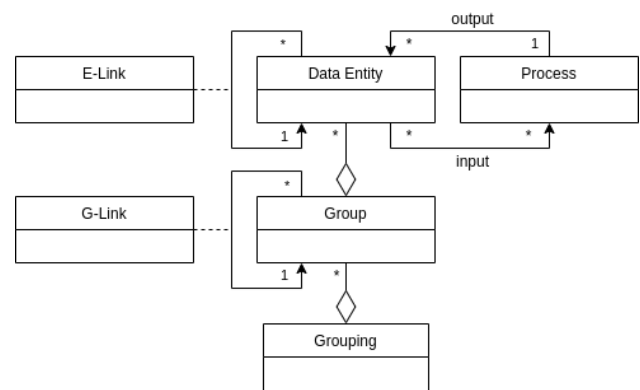 output
* * 1
E-Link Data Entity Process
1 * * *
input
*
G-Link Group
1 *
Grouping